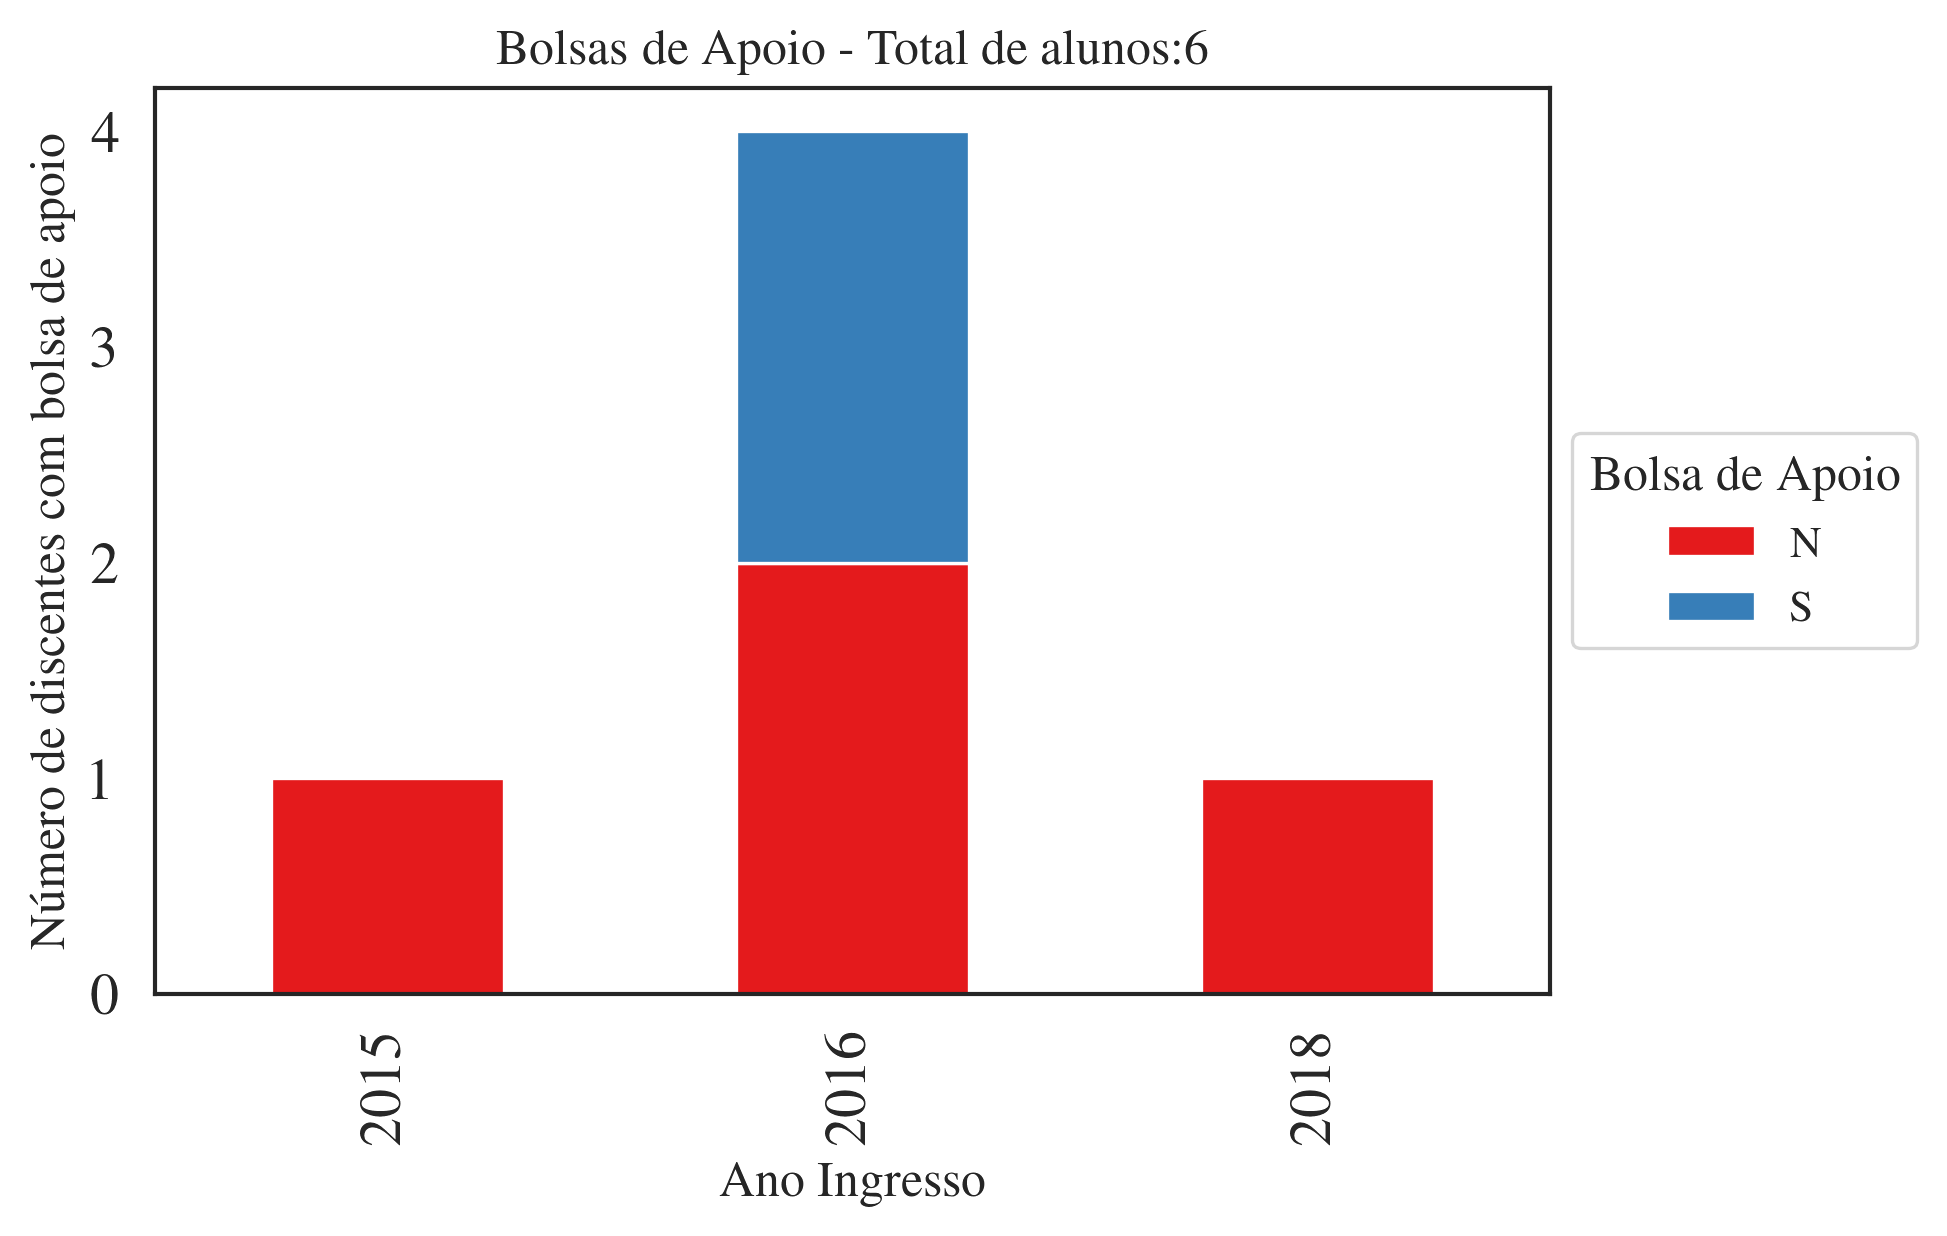 Bolsas de Apoio - Total de alunos:6
Número de discentes com bolsa de apoio
4
3
2
1
0
2015
2016
2018
Ano Ingresso
Bolsa de Apoio
N
S